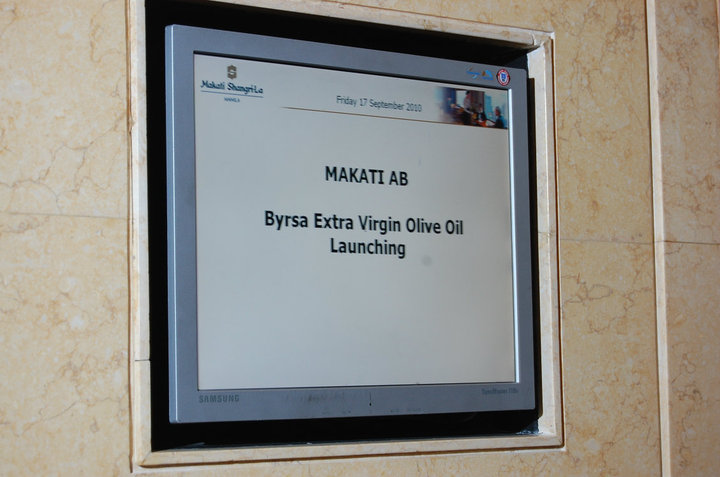 Makati Shangri-La
MANILA
Friday 17 September 2010
MAKATI AB
Byrsa Extra Virgin Olive Oil
Launching
SAMSUNG